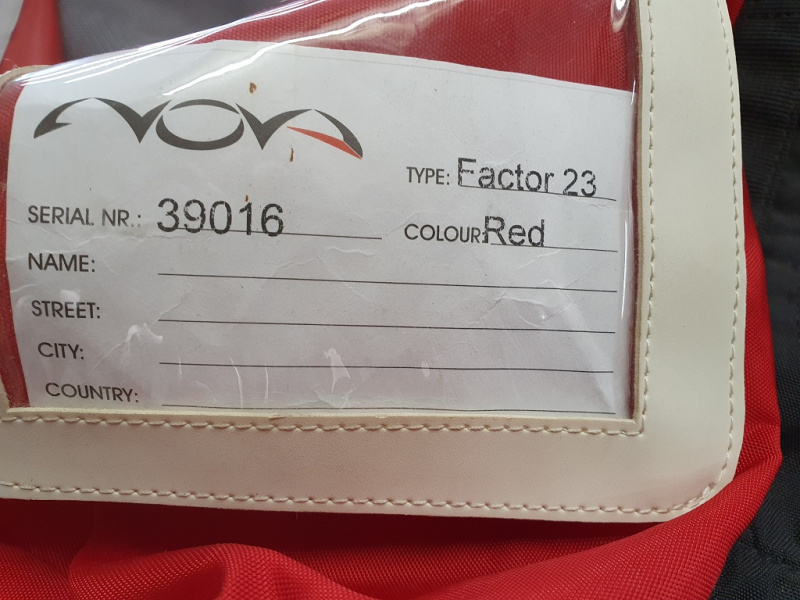 NOVA
TYPE: Factor 23
SERIAL NR.: 39016
COLOUR: Red
NAME:
STREET:
CITY:
COUNTRY: